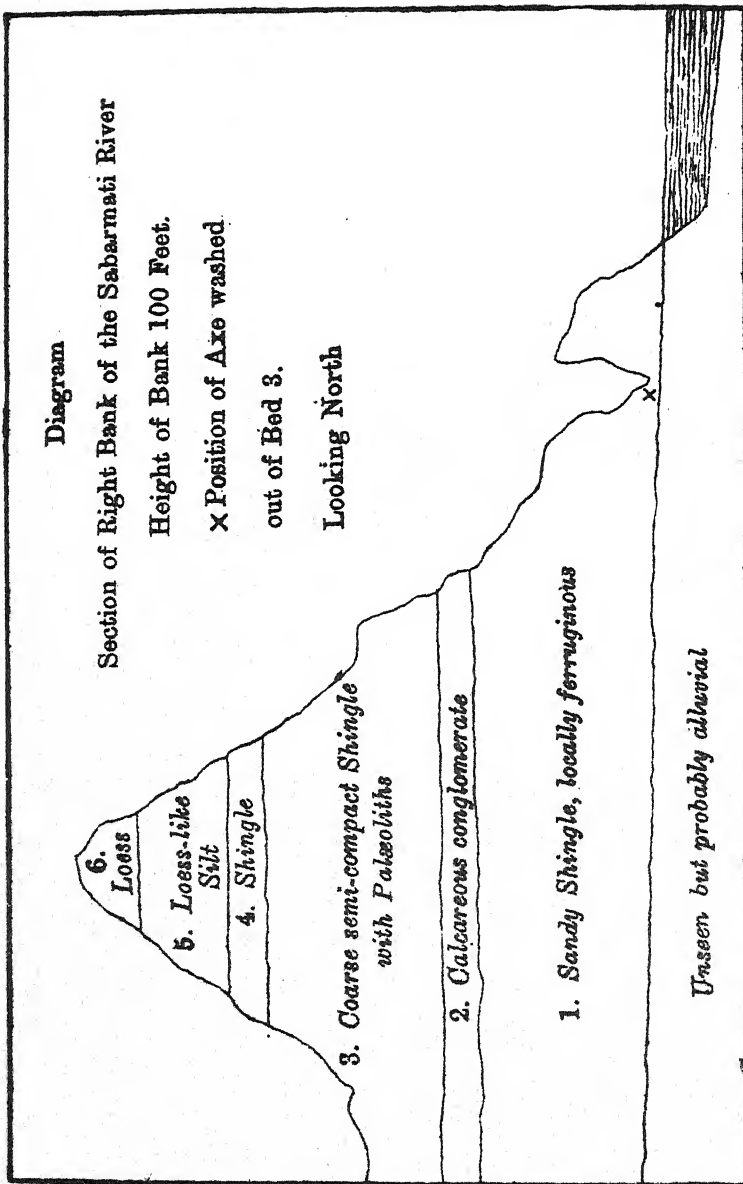 Diagram
Section of Right Bank of the Sabarmati River
Height of Bank 100 Feet.
× Position of Axe washed
out of Bed 3.
Looking North
6.
Loess
5. Loess-like
Silt
4. Shingle
3. Coarse semi-compact Shingle
with Palæoliths
2. Calcareous conglomerate
1. Sandy Shingle, locally ferruginous
×
Unseen but probably alluvial